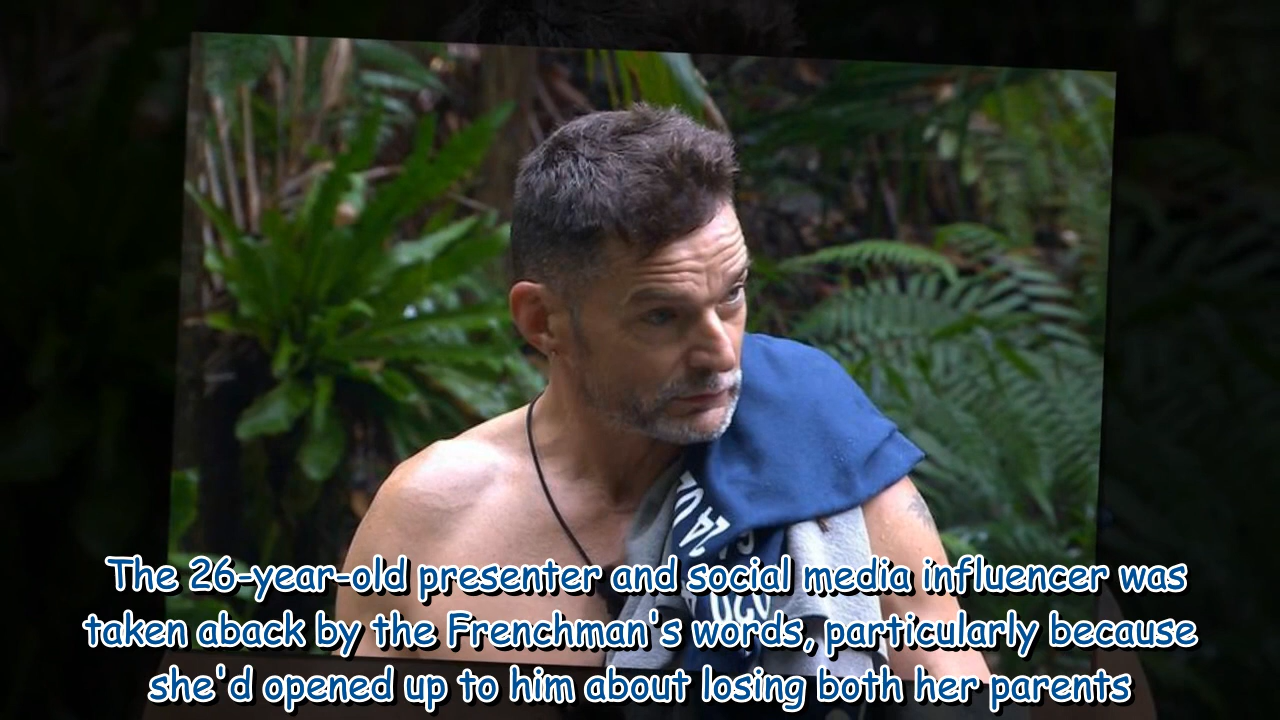 The 26-year-old presenter and social media influencer was
taken aback by the Frenchman's words, particularly because
she'd opened up to him about losing both her parents